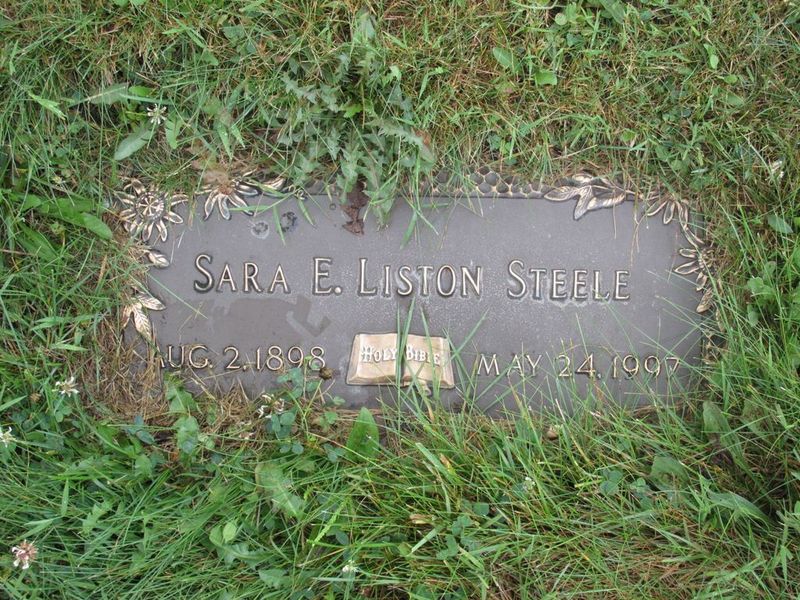 SARA E. LISTON STEELE
AUG. 2, 1898
HOLY BIBLE
MAY 24, 1997